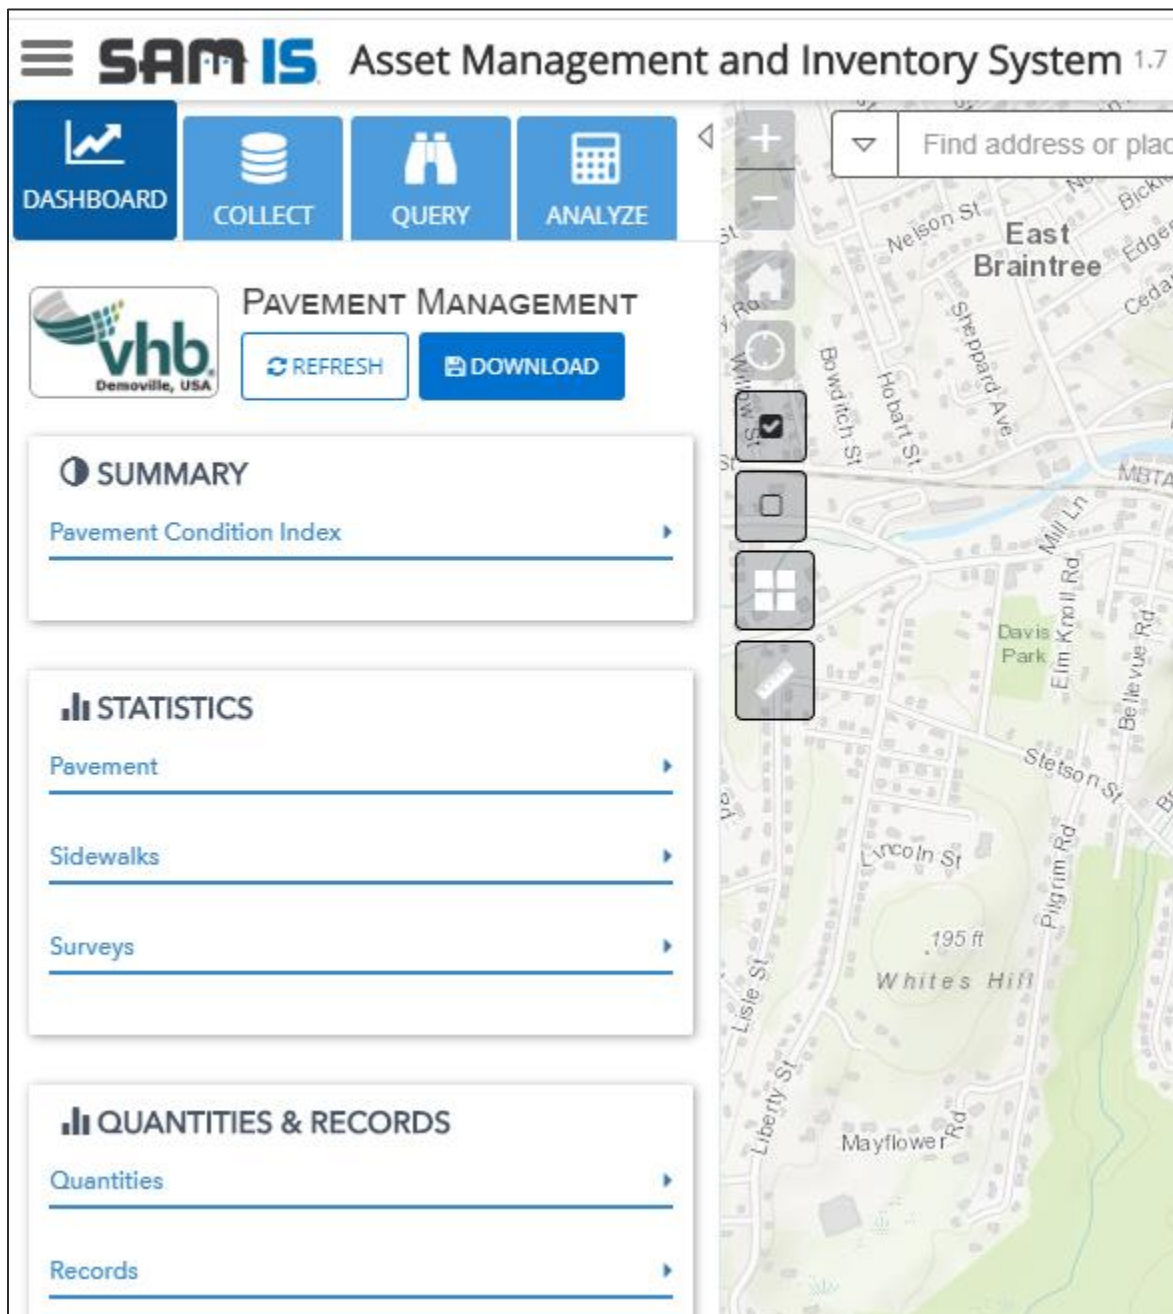 SAM IS Asset Management and Inventory System 1.7
DASHBOARD
COLLECT
QUERY
ANALYZE
Find address or plac
vhb
Demoville, USA
PAVEMENT MANAGEMENT
REFRESH
DOWNLOAD
SUMMARY
Pavement Condition Index
STATISTICS
Pavement
Sidewalks
Surveys
QUANTITIES & RECORDS
Quantities
Records
Nelson St
East
Braintree
Sheppard Ave
Willow St
Bowditch St
Hobart St
MBTA
Mill Ln
Elm Knoll Rd
Davis
Park
Bellevue Rd
Stetson St
Lincoln St
Pilgrim Rd
195 ft
Whites Hill
Lisle St
Liberty St
Mayflower Rd